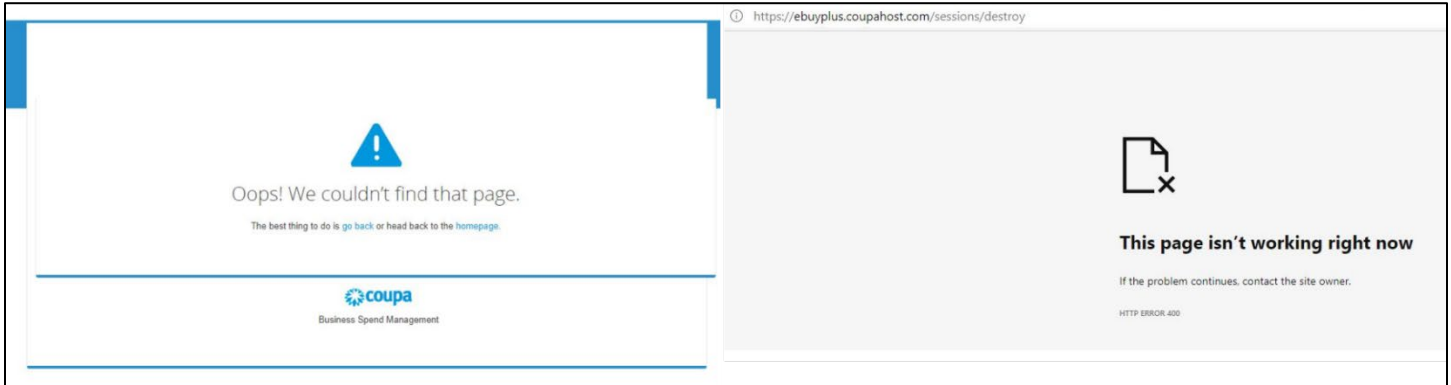 Oops! We couldn't find that page.
The best thing to do is go back or head back to the homepage.
coupa
Business Spend Management
https://ebuyplus.coupahost.com/sessions/destroy
This page isn't working right now
If the problem continues, contact the site owner.
HTTP ERROR 400